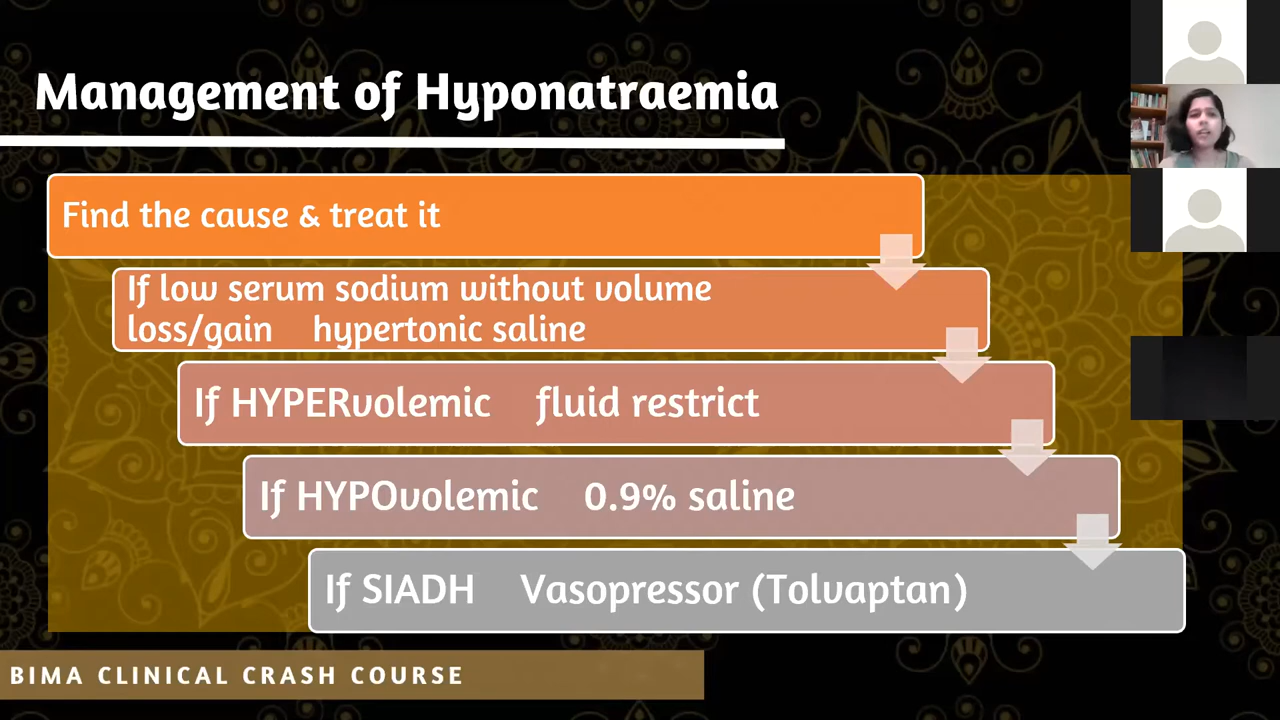 Management of Hyponatraemia
Find the cause & treat it
If low serum sodium without volume
loss/gain hypertonic saline
If HYPERvolemic fluid restrict
If HYPOvolemic 0.9% saline
If SIADH Vasopressor (Tolvaptan)
BIMA CLINICAL CRASH COURSE